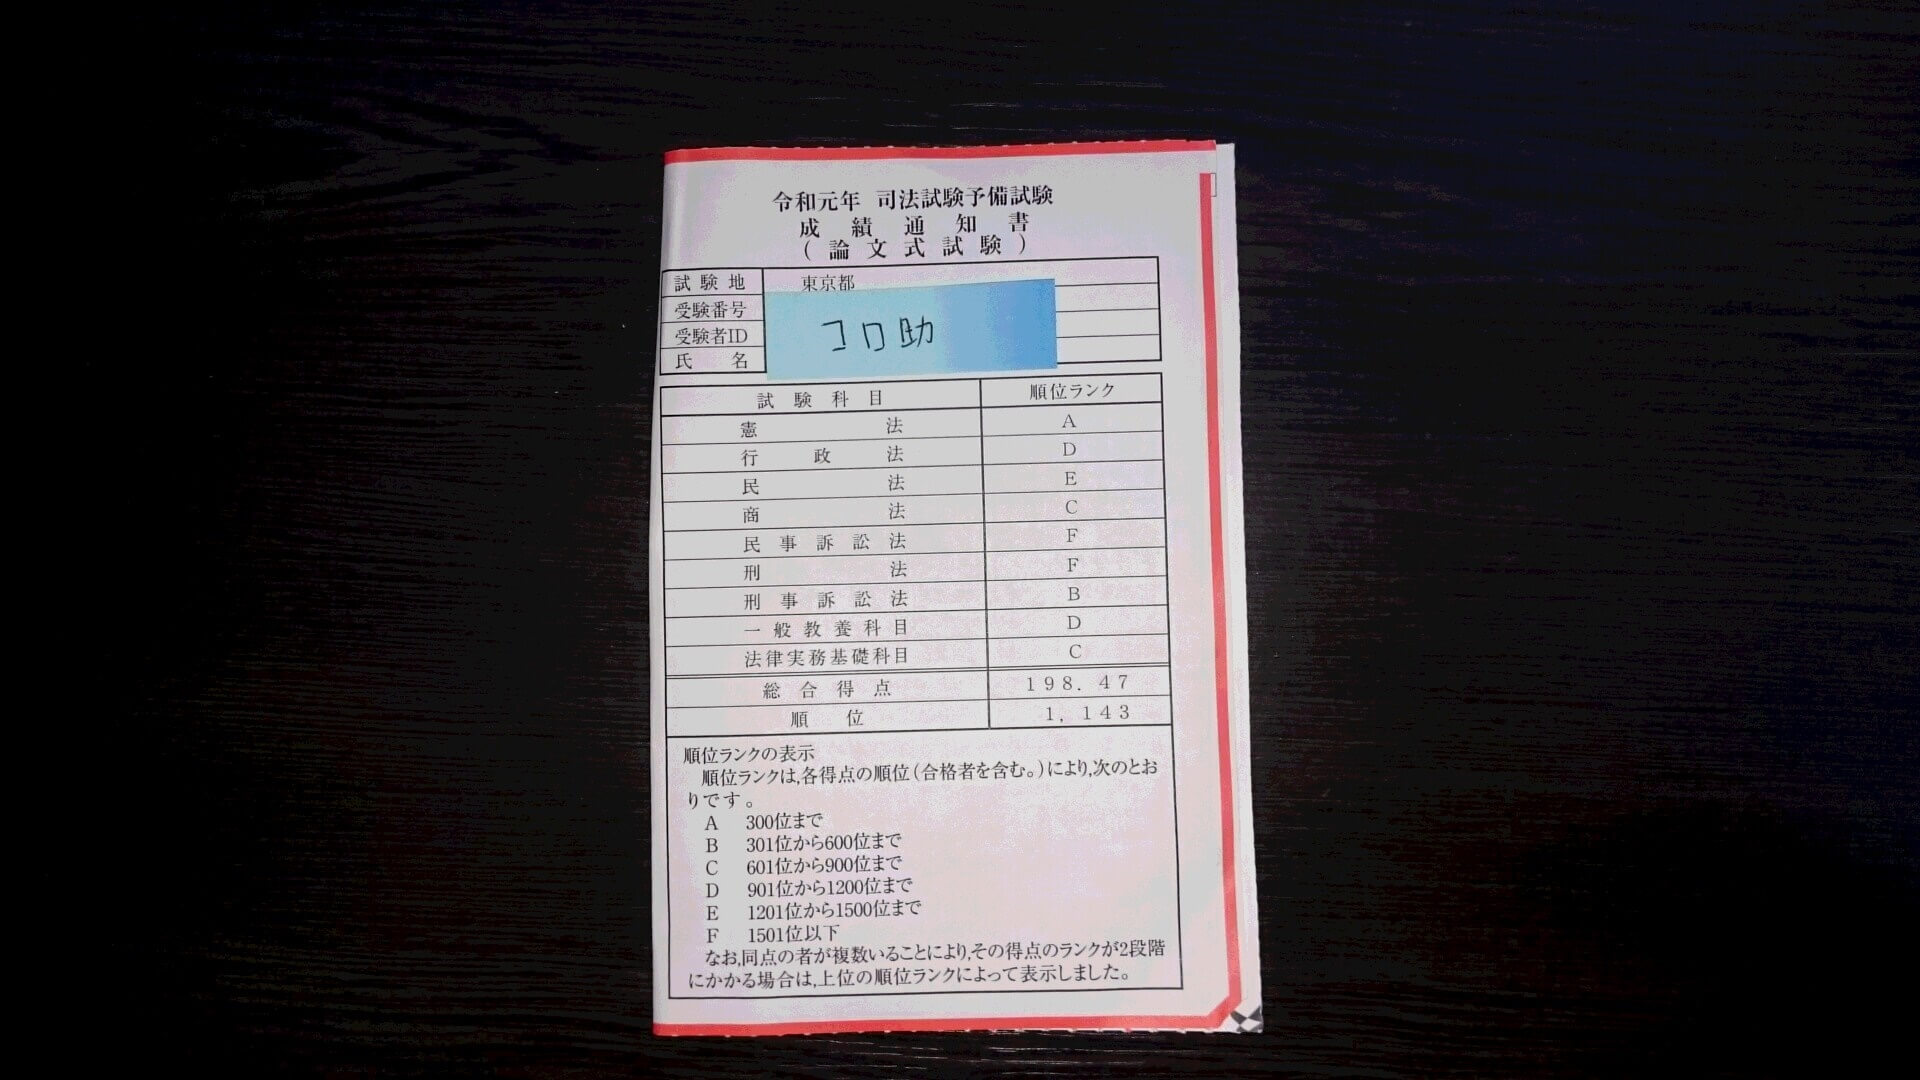 令和元年 司法試験予備試験
成績通知書
(論文式試験)
試験地 東京都
受験番号
受験者ID
氏名
コロ助
試験科目 順位ランク
憲法 A
行政法 D
民法 E
商法 C
民事訴訟法 F
刑法 F
刑事訴訟法 B
一般教養科目 D
法律実務基礎科目 C
総合得点 198.47
順位 1,143
順位ランクの表示
順位ランクは,各得点の順位(合格者を含む。)により,次のとお
りです。
A 300位まで
B 301位から600位まで
C 601位から900位まで
D 901位から1200位まで
E 1201位から1500位まで
F 1501位以下
なお,同点の者が複数いることにより,その得点のランクが2段階
にかかる場合は,上位の順位ランクによって表示しました。